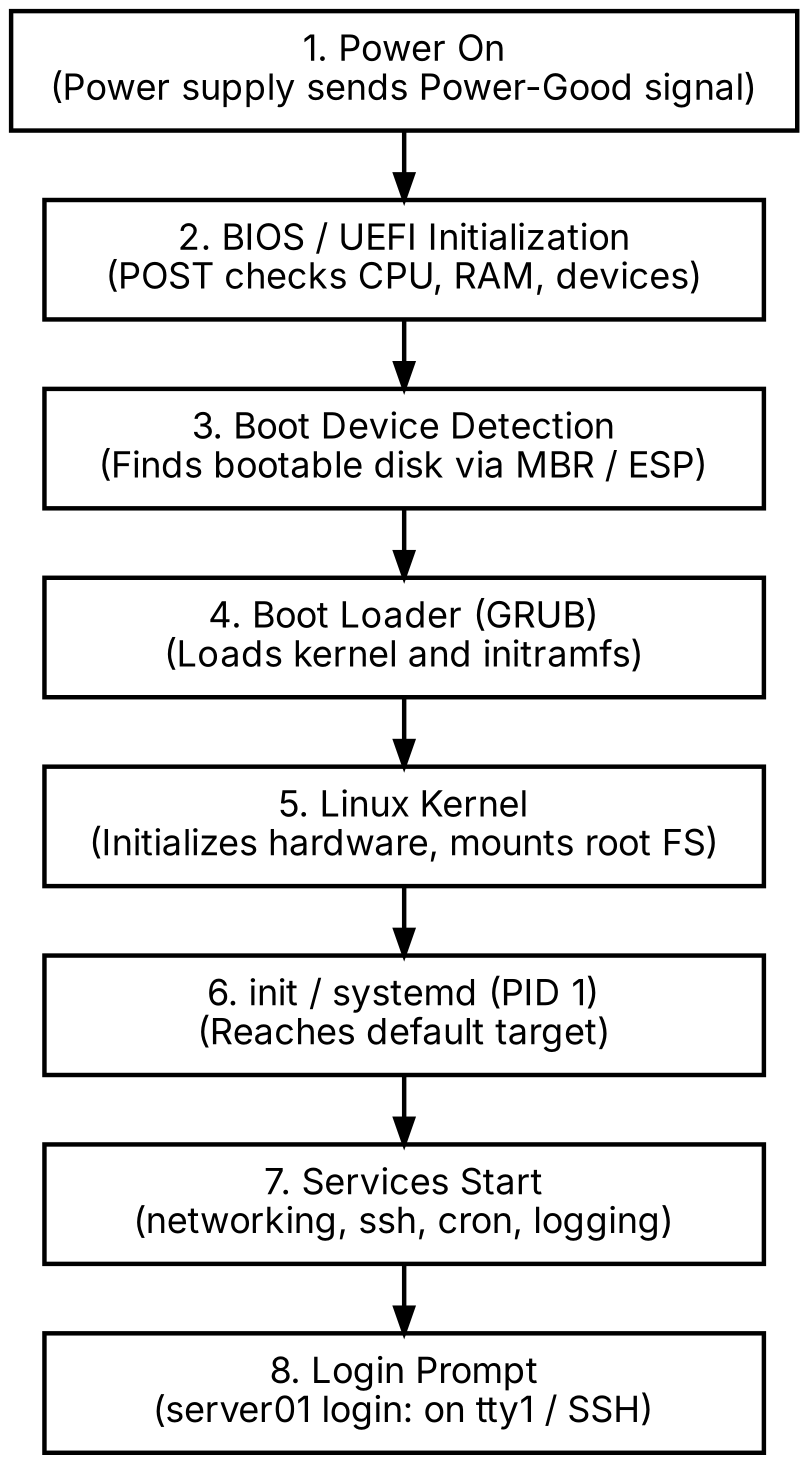 1. Power On
(Power supply sends Power-Good signal)
2. BIOS / UEFI Initialization
(POST checks CPU, RAM, devices)
3. Boot Device Detection
(Finds bootable disk via MBR / ESP)
4. Boot Loader (GRUB)
(Loads kernel and initramfs)
5. Linux Kernel
(Initializes hardware, mounts root FS)
6. init / systemd (PID 1)
(Reaches default target)
7. Services Start
(networking, ssh, cron, logging)
8. Login Prompt
(server01 login: on tty1 / SSH)